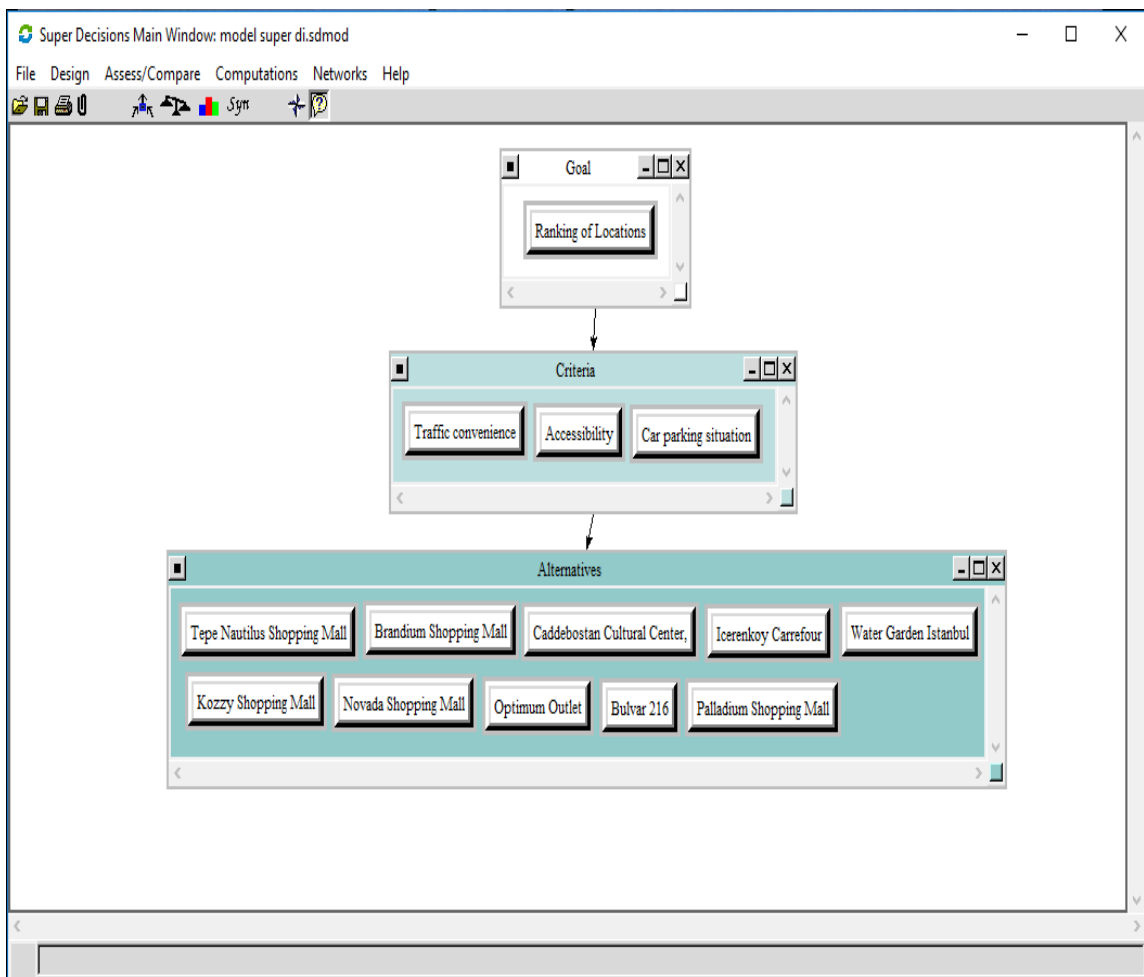 Super Decisions Main Window: model super di.sdmod
File Design Assess/Compare Computations Networks Help
Syn
Goal
Ranking of Locations
Criteria
Traffic convenience Accessibility Car parking situation
Alternatives
Tepe Nautilus Shopping Mall Brandium Shopping Mall Caddebostan Cultural Center, Icerenkoy Carrefour Water Garden Istanbul
Kozzy Shopping Mall Novada Shopping Mall Optimum Outlet Bulvar 216 Palladium Shopping Mall